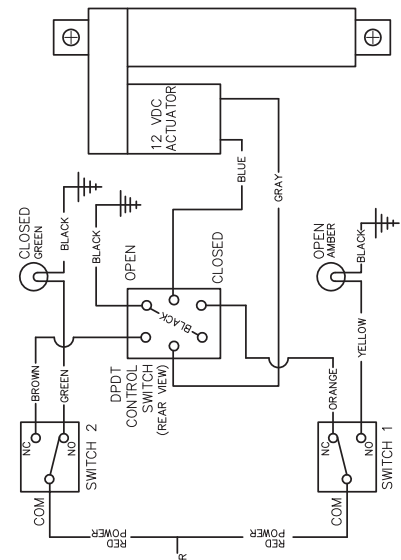 CLOSED
GREEN
BLACK
BLACK
OPEN
BROWN
GREEN
DPDT
CONTROL
SWITCH
(REAR VIEW)
BLACK
CLOSED
12 VDC
ACTUATOR
BLUE
GRAY
OPEN
AMBER
BLACK
YELLOW
ORANGE
NC
NO
COM
SWITCH 2
NC
NO
COM
SWITCH 1
RED
POWER
RED
POWER
R